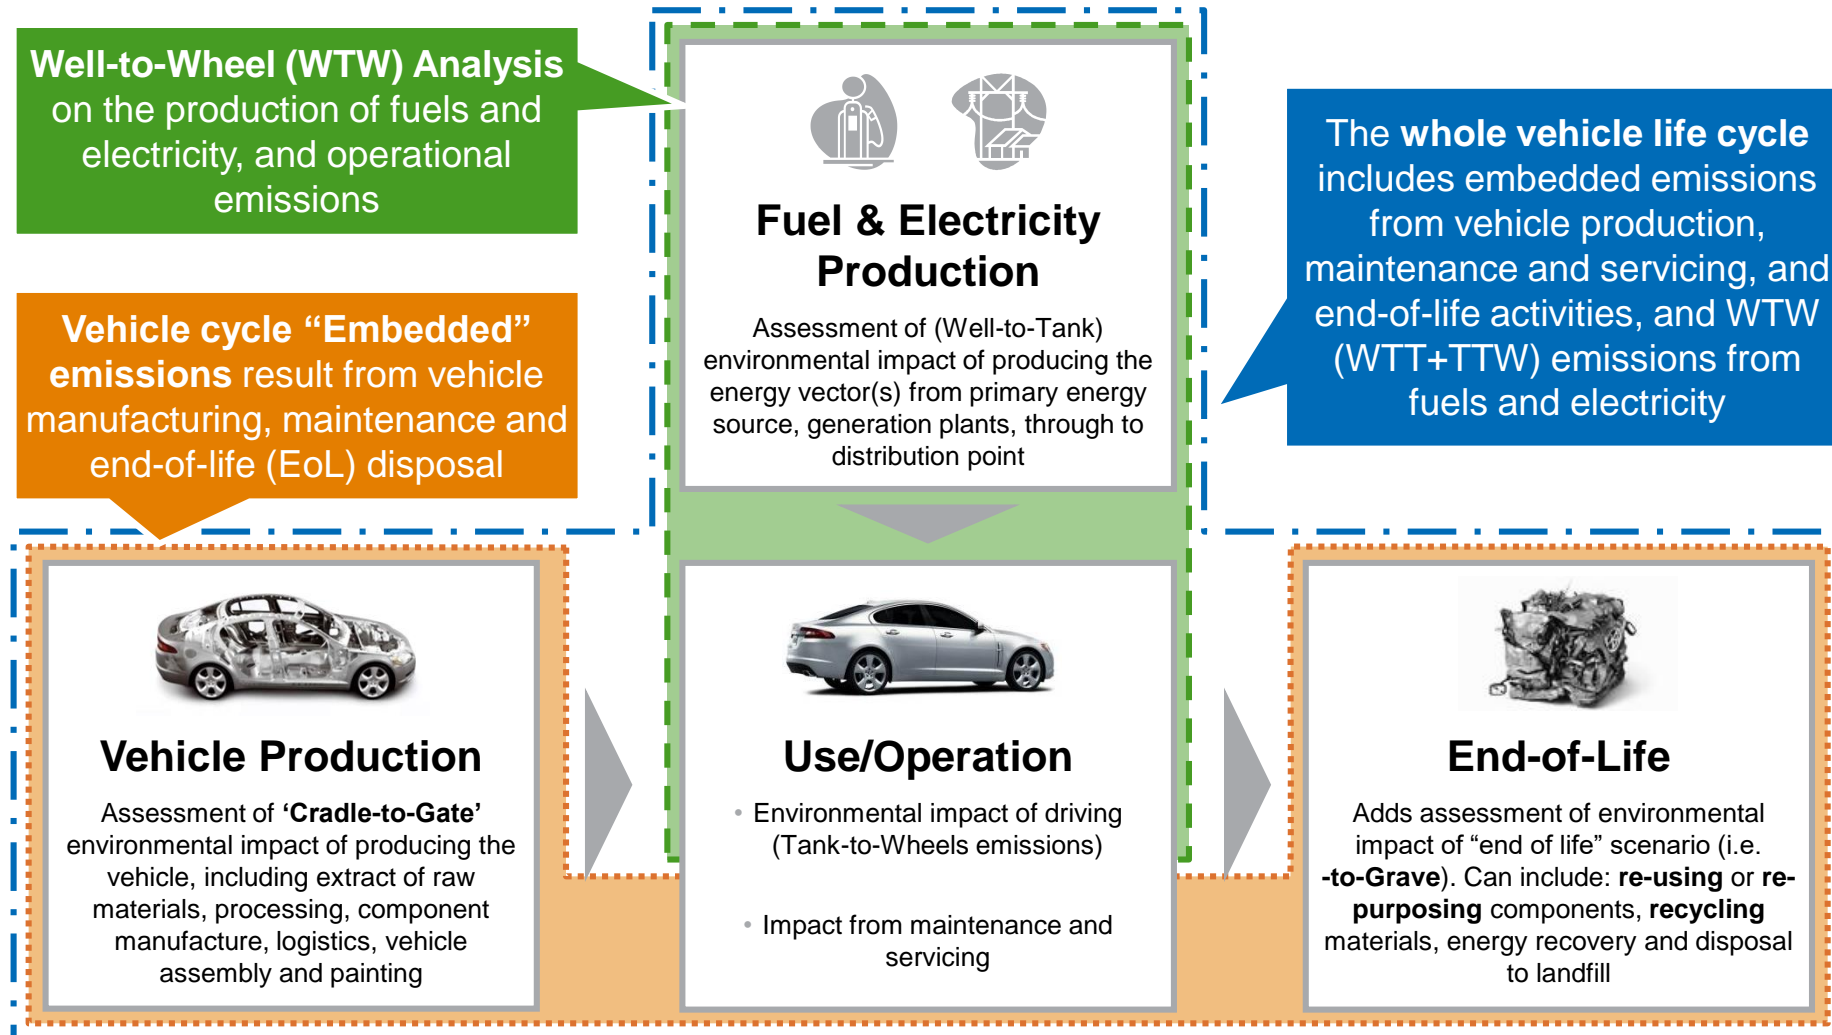 Well-to-Wheel (WTW) Analysis
on the production of fuels and
electricity, and operational
emissions
Vehicle cycle “Embedded”
emissions result from vehicle
manufacturing, maintenance and
end-of-life (EoL) disposal
Fuel & Electricity
Production
Assessment of (Well-to-Tank)
environmental impact of producing the
energy vector(s) from primary energy
source, generation plants, through to
distribution point
The whole vehicle life cycle
includes embedded emissions
from vehicle production,
maintenance and servicing, and
end-of-life activities, and WTW
(WTT+TTW) emissions from
fuels and electricity
Vehicle Production
Assessment of ‘Cradle-to-Gate’
environmental impact of producing the
vehicle, including extract of raw
materials, processing, component
manufacture, logistics, vehicle
assembly and painting
Use/Operation
• Environmental impact of driving
(Tank-to-Wheels emissions)
• Impact from maintenance and
servicing
End-of-Life
Adds assessment of environmental
impact of “end of life” scenario (i.e.
-to-Grave). Can include: re-using or re-
purposing components, recycling
materials, energy recovery and disposal
to landfill